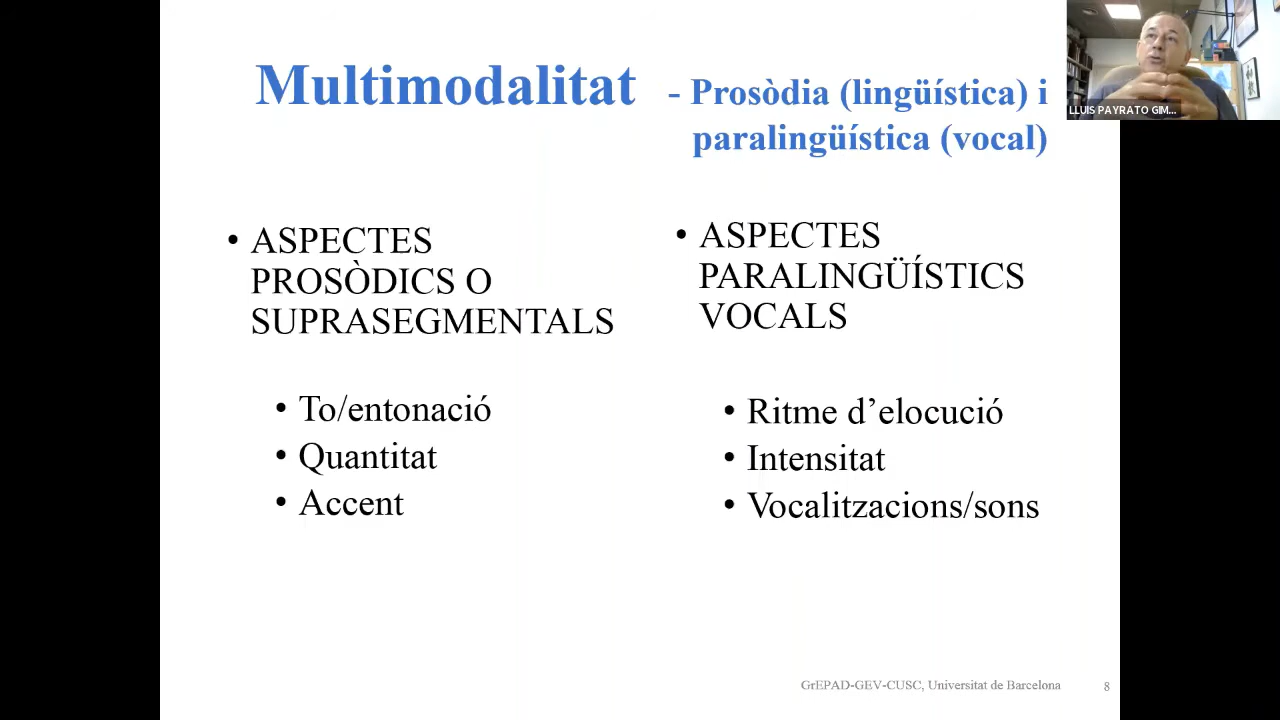 Multimodalitat - Prosòdia (lingüística) i
paralingüística (vocal)
LLUIS PAYRATO GIM...
• ASPECTES
PROSÒDICS O
SUPRASEGMENTALS
• To/entonació
• Quantitat
• Accent
• ASPECTES
PARALINGÜÍSTICS
VOCALS
• Ritme d’elocució
• Intensitat
• Vocalitzacions/sons
GrEPAD-GEV-CUSC, Universitat de Barcelona 8